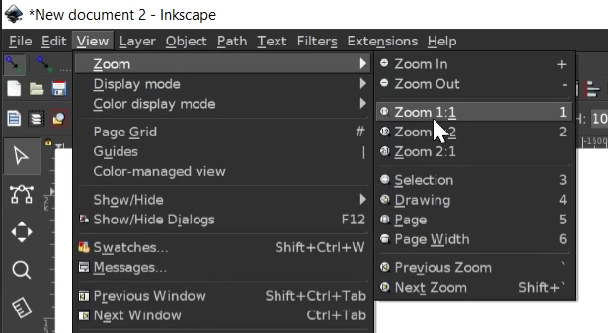 *New document 2 - Inkscape
File Edit View Layer Object Path Text Filters Extensions Help
Zoom
Display mode
Color display mode
Page Grid #
Guides |
Color-managed view
Show/Hide
Show/Hide Dialogs F12
Swatches... Shift+Ctrl+W
Messages...
Previous Window Shift+Ctrl+Tab
Next Window Ctrl+Tab
Zoom In +
Zoom Out -
Zoom 1:1 1
Zoom 2 2
Zoom 2:1
Selection 3
Drawing 4
Page 5
Page Width 6
Previous Zoom `
Next Zoom Shift+`
H: 10
-1500